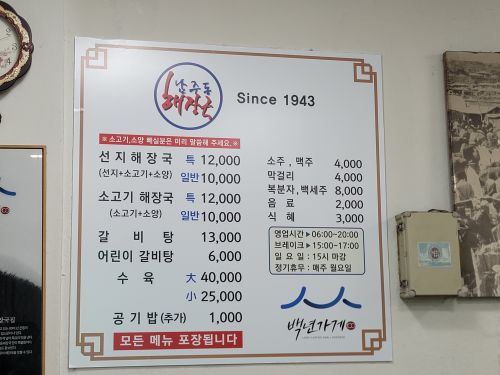 남주동
해장국
Since 1943
※소고기,소양 빠실분은 미리 말씀해 주세요.※
선지해장국 특 12,000
(선지+소고기+소양) 일반 10,000
소고기 해장국 특 12,000
(소고기+소양) 일반 10,000
갈 비 탕 13,000
어린이 갈비탕 6,000
수 육 大 40,000
小 25,000
공 기 밥(추가) 1,000
모든 메뉴 포장됩니다
소주 , 맥주 4,000
막걸리 4,000
복분자, 백세주 8,000
음 료 2,000
식 혜 3,000
영업시간 ▶ 06:00~20:00
브레이크 ▶ 15:00~17:00
일 요 일 : 15시 마감
정기휴무 : 매주 월요일
백년가게